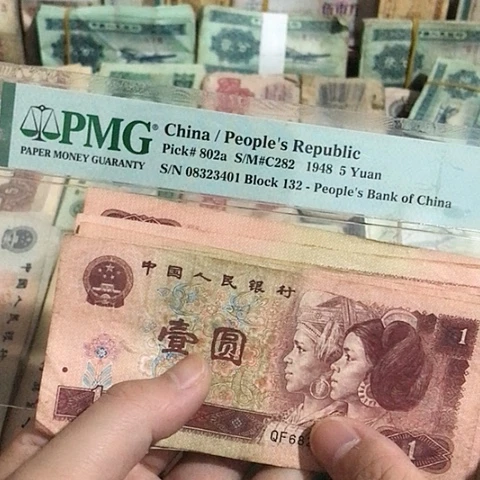 PMG®
PAPER MONEY GUARANTY
China / People's Republic
Pick# 802a S/M#C282 1948 5 Yuan
S/N 08323401 Block 132 - People's Bank of China
中国人民银行
壹圆
1
QF68
1